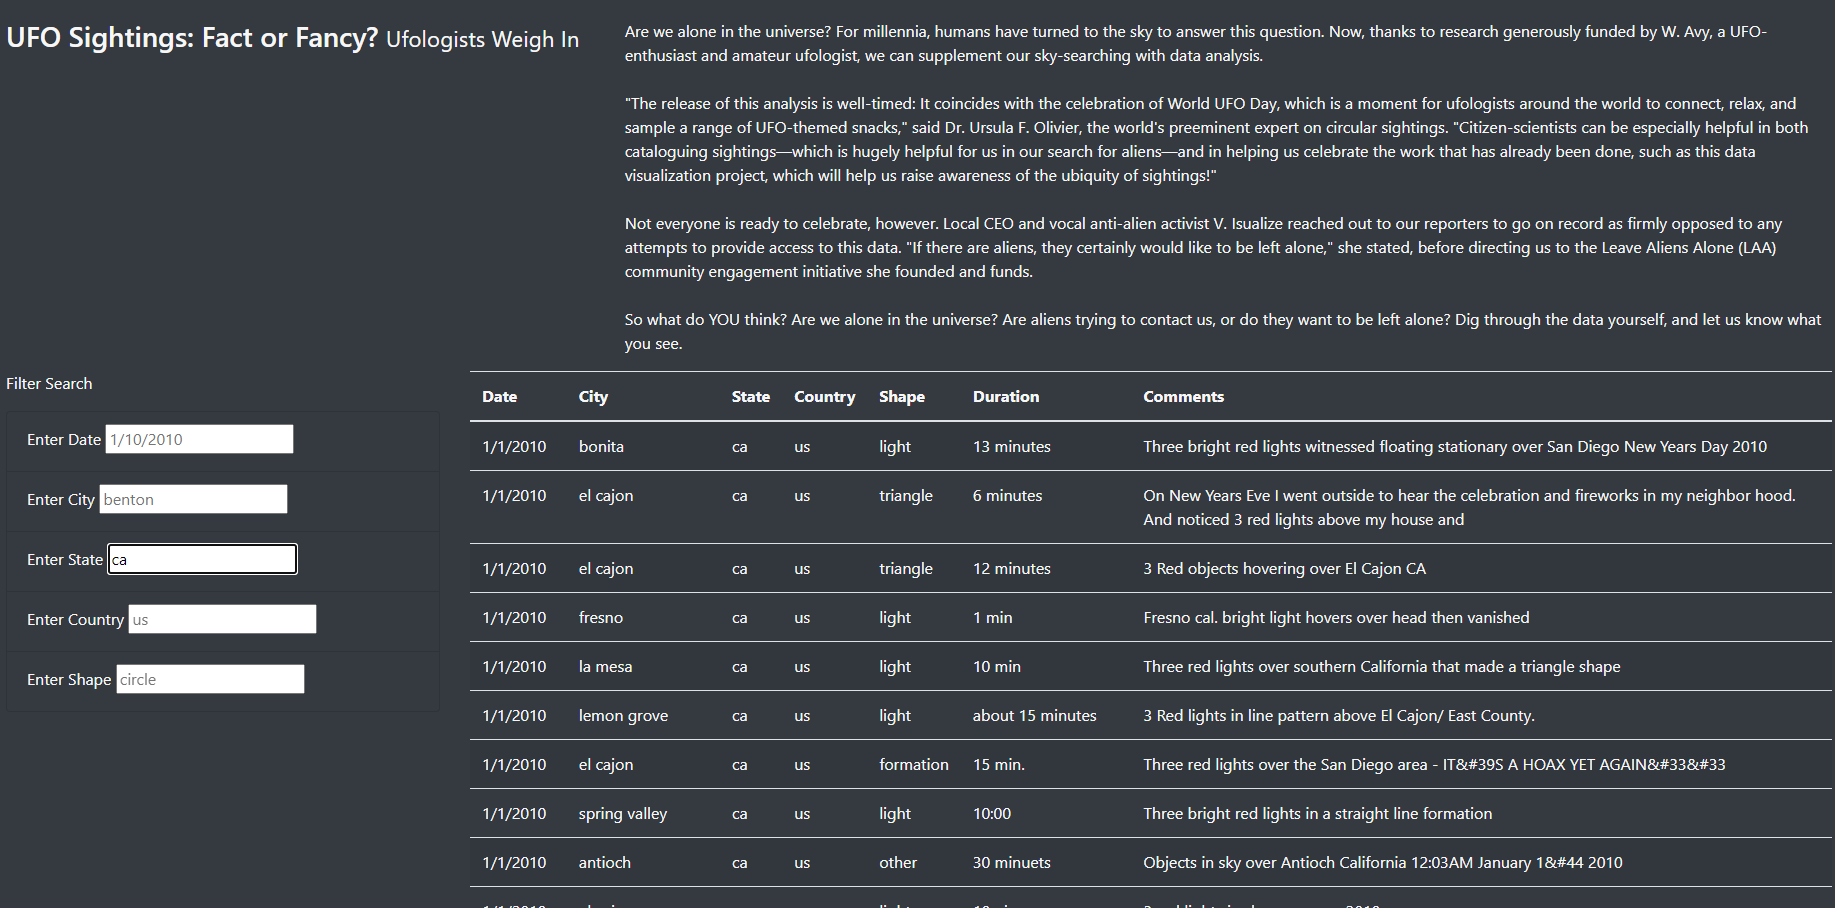 UFO Sightings: Fact or Fancy? Ufologists Weigh In
Are we alone in the universe? For millennia, humans have turned to the sky to answer this question. Now, thanks to research generously funded by W. Avy, a UFO-
enthusiast and amateur ufologist, we can supplement our sky-searching with data analysis.
"The release of this analysis is well-timed: It coincides with the celebration of World UFO Day, which is a moment for ufologists around the world to connect, relax, and
sample a range of UFO-themed snacks," said Dr. Ursula F. Olivier, the world's preeminent expert on circular sightings. "Citizen-scientists can be especially helpful in both
cataloguing sightings—which is hugely helpful for us in our search for aliens—and in helping us celebrate the work that has already been done, such as this data
visualization project, which will help us raise awareness of the ubiquity of sightings!"
Not everyone is ready to celebrate, however. Local CEO and vocal anti-alien activist V. Isualize reached out to our reporters to go on record as firmly opposed to any
attempts to provide access to this data. "If there are aliens, they certainly would like to be left alone," she stated, before directing us to the Leave Aliens Alone (LAA)
community engagement initiative she founded and funds.
So what do YOU think? Are we alone in the universe? Are aliens trying to contact us, or do they want to be left alone? Dig through the data yourself, and let us know what
you see.
Filter Search
Enter Date 1/10/2010
Enter City benton
Enter State ca
Enter Country us
Enter Shape circle
Date City State Country Shape Duration Comments
1/1/2010 bonita ca us light 13 minutes Three bright red lights witnessed floating stationary over San Diego New Years Day 2010
1/1/2010 el cajon ca us triangle 6 minutes On New Years Eve I went outside to hear the celebration and fireworks in my neighbor hood.
And noticed 3 red lights above my house and
1/1/2010 el cajon ca us triangle 12 minutes 3 Red objects hovering over El Cajon CA
1/1/2010 fresno ca us light 1 min Fresno cal. bright light hovers over head then vanished
1/1/2010 la mesa ca us light 10 min Three red lights over southern California that made a triangle shape
1/1/2010 lemon grove ca us light about 15 minutes 3 Red lights in line pattern above El Cajon/ East County.
1/1/2010 el cajon ca us formation 15 min. Three red lights over the San Diego area - IT&#39S A HOAX YET AGAIN&#33&#33
1/1/2010 spring valley ca us light 10:00 Three bright red lights in a straight line formation
1/1/2010 antioch ca us other 30 minuets Objects in sky over Antioch California 12:03AM January 1&#44 2010